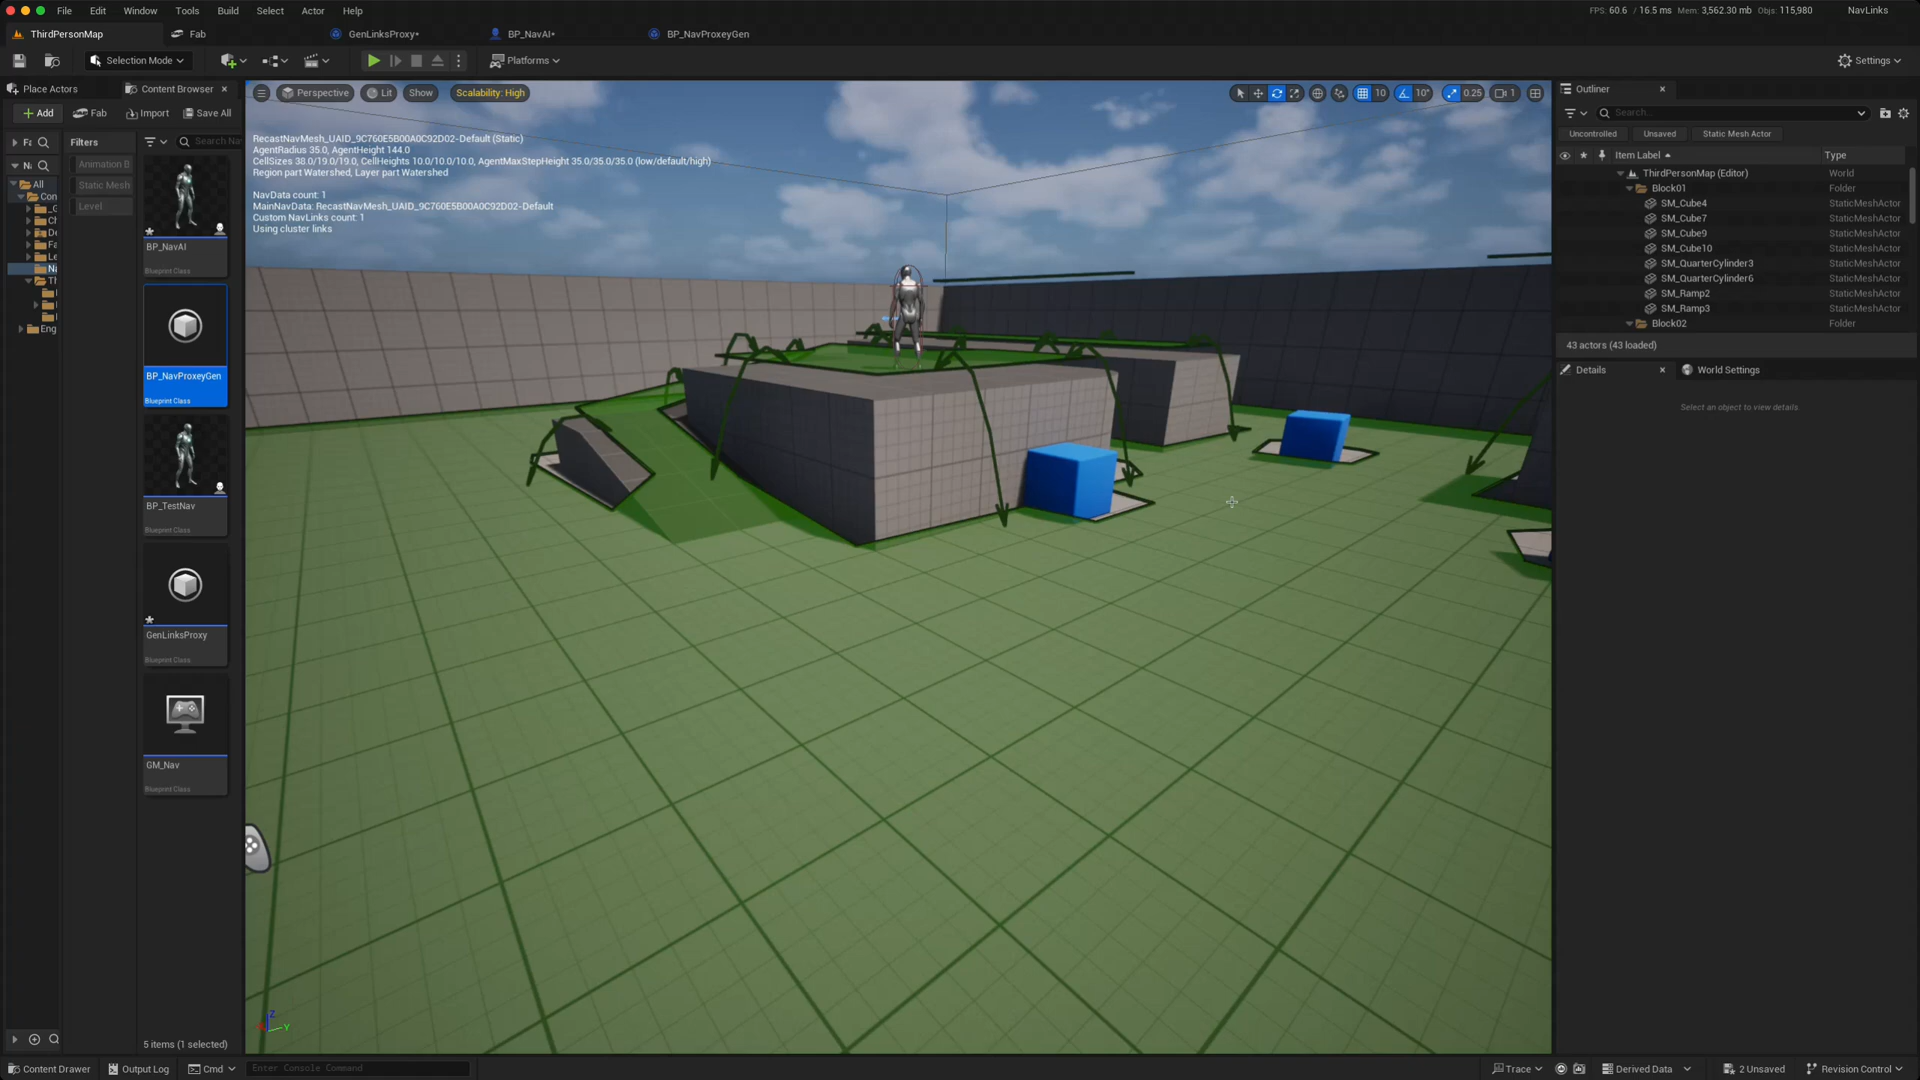 File Edit Window Tools Build Select Actor Help
FPS: 60.6 / 16.5 ms Mem: 3,562.30 mb Objs: 115,980 NavLinks
ThirdPersonMap Fab GenLinksProxy* BP_NavAI* BP_NavProxeyGen
Selection Mode Platforms Settings
Place Actors Content Browser
Add Fab Import Save All
Filters
Search Na
Animation B
Static Mesh
Level
All
Con
Eng
BP_NavAI
Blueprint Class
BP_NavProxeyGen
Blueprint Class
BP_TestNav
Blueprint Class
GenLinksProxy
Blueprint Class
GM_Nav
Blueprint Class
5 items (1 selected)
Perspective Lit Show Scalability: High
10 10° 0.25 1
RecastNavMesh_UAID_9C760E5B00A0C92D02-Default (Static)
AgentRadius 35.0, AgentHeight 144.0
CellSizes 38.0/19.0/19.0, CellHeights 10.0/10.0/10.0, AgentMaxStepHeight 35.0/35.0/35.0 (low/default/high)
Region part Watershed, Layer part Watershed
NavData count: 1
MainNavData: RecastNavMesh_UAID_9C760E5B00A0C92D02-Default
Custom NavLinks count: 1
Using cluster links
Z
Y
Outliner
Search...
Uncontrolled Unsaved Static Mesh Actor
Item Label Type
ThirdPersonMap (Editor) World
Block01 Folder
SM_Cube4 StaticMeshActor
SM_Cube7 StaticMeshActor
SM_Cube9 StaticMeshActor
SM_Cube10 StaticMeshActor
SM_QuarterCylinder3 StaticMeshActor
SM_QuarterCylinder6 StaticMeshActor
SM_Ramp2 StaticMeshActor
SM_Ramp3 StaticMeshActor
Block02 Folder
43 actors (43 loaded)
Details World Settings
Select an object to view details.
Content Drawer Output Log Cmd Enter Console Command
Trace Derived Data 2 Unsaved Revision Control